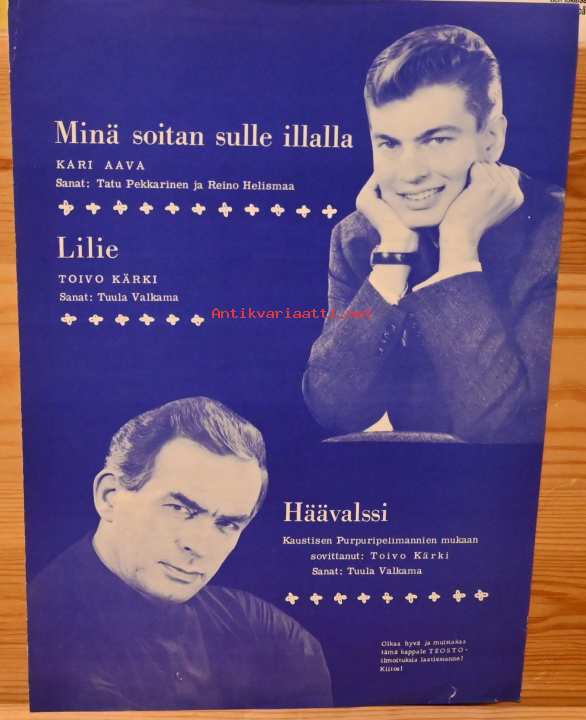 Minä soitan sulle illalla
KARI AAVA
Sanat: Tatu Pekkarinen ja Reino Helismaa
Lilie
TOIVO KÄRKI
Sanat: Tuula Valkama
Antikvariaatti.net
Häävalssi
Kaustisen Purpuripelimannien mukaan
sovittanut: Toivo Kärki
Sanat: Tuula Valkama
Olkaa hyvä ja muistakaa
tämä kappale TEOSTO-
ilmoituksia laatiessanne!
Kiitos!